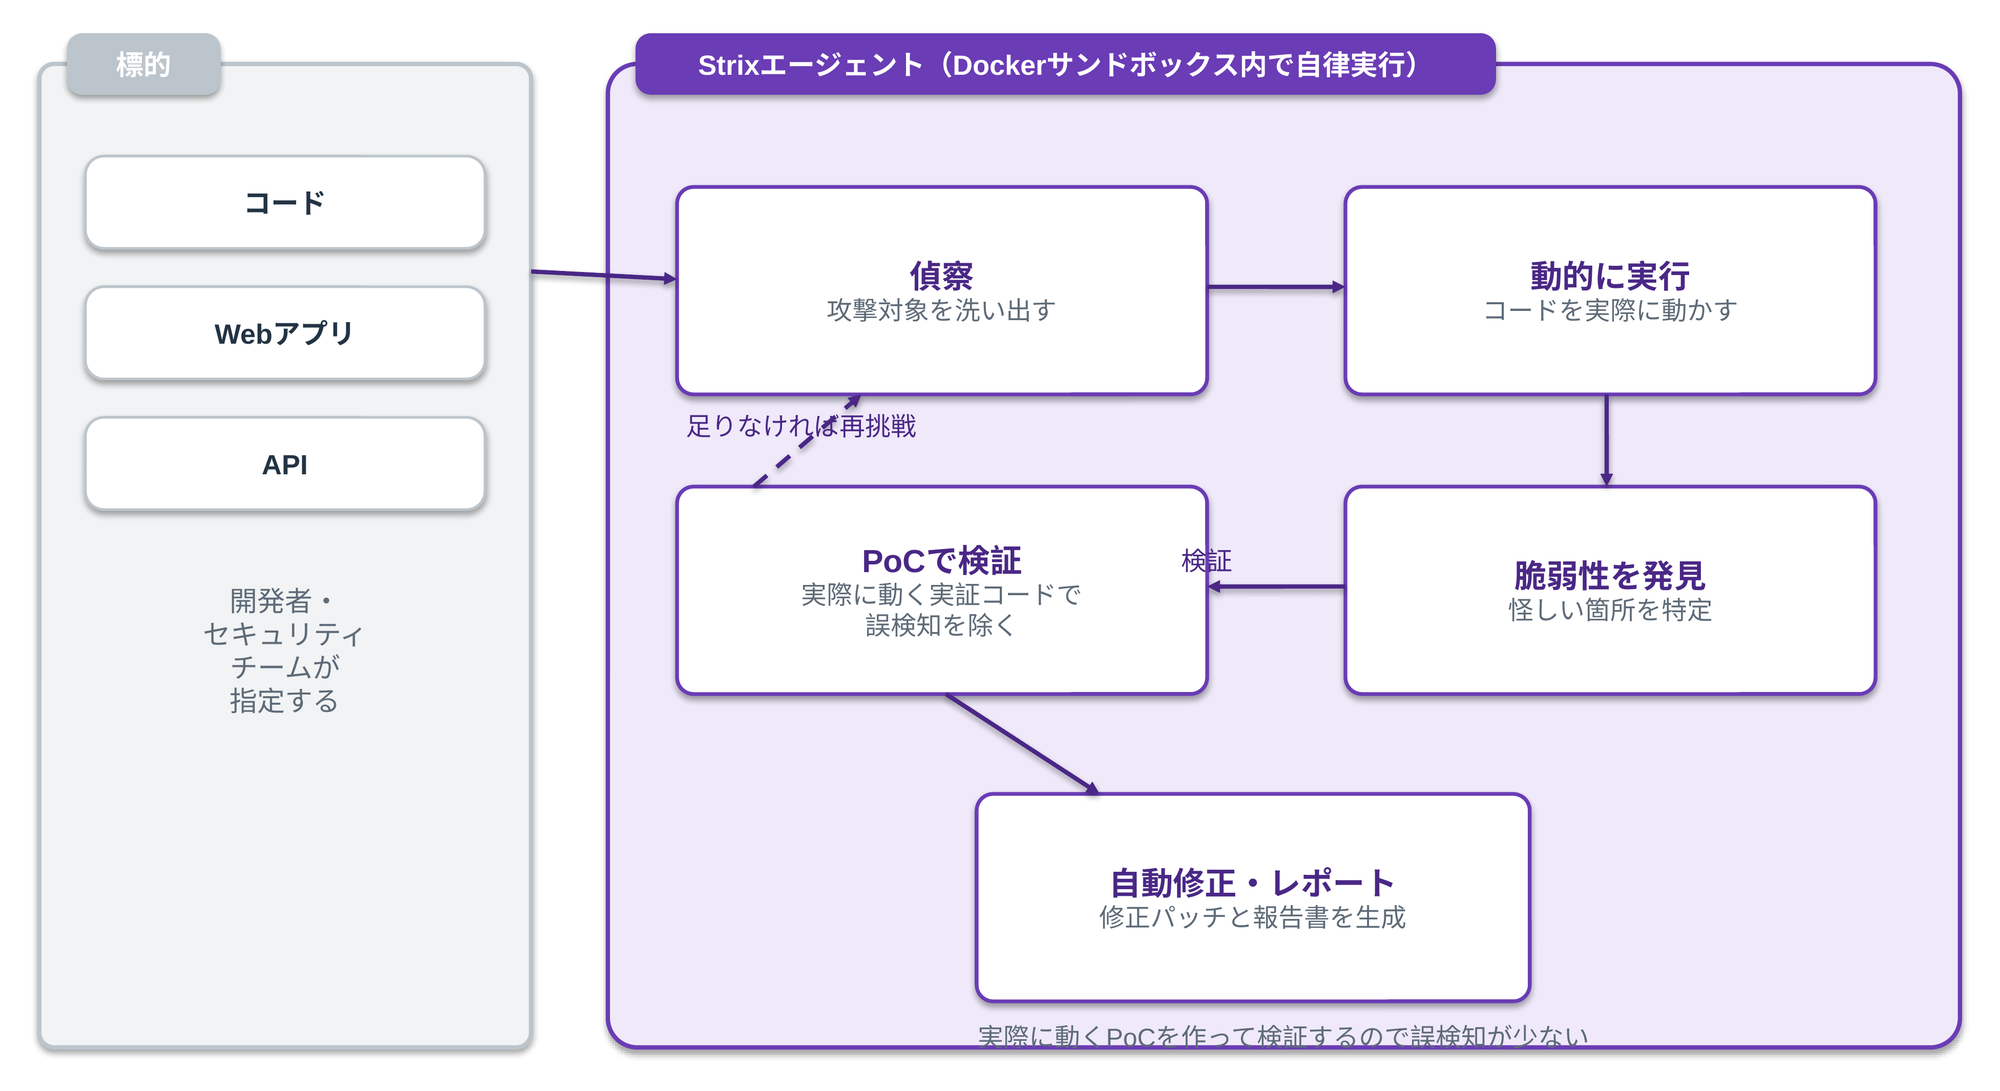 標的
コード
Webアプリ
API
開発者・
セキュリティ
チームが
指定する
Strixエージェント（Dockerサンドボックス内で自律実行）
偵察
攻撃対象を洗い出す
動的に実行
コードを実際に動かす
足りなければ再挑戦
PoCで検証
実際に動く実証コードで
誤検知を除く
検証
脆弱性を発見
怪しい箇所を特定
自動修正・レポート
修正パッチと報告書を生成
実際に動くPoCを作って検証するので誤検知が少ない